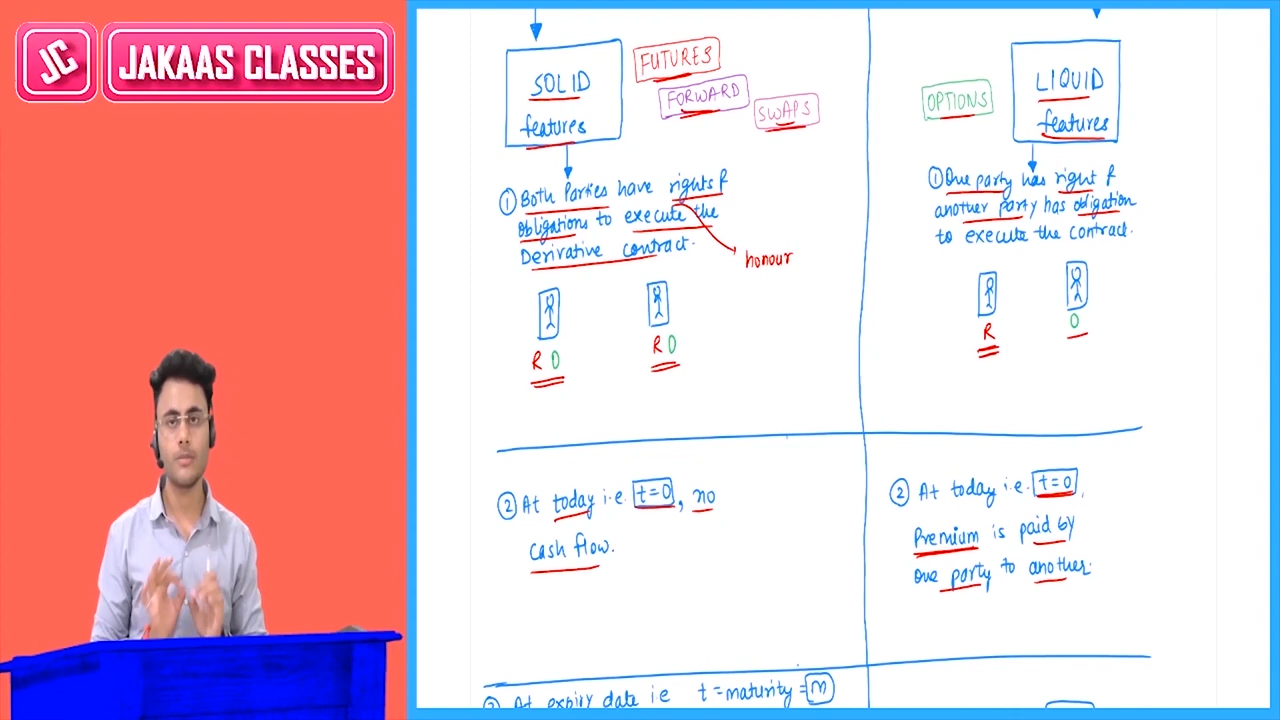 JC
JAKAAS CLASSES
SOLID
features
FUTURES
FORWARD
SWAPS
① Both Parties have rights &
obligations to execute the
Derivative contract.
honour
R O
R O
② At today i.e. t=0, no
cash flow.
③ At expiry date i.e t = maturity = m
OPTIONS
LIQUID
features
① One party has right &
another party has obligation
to execute the contract.
R
O
② At today i.e. t=0,
Premium is paid by
one party to another.